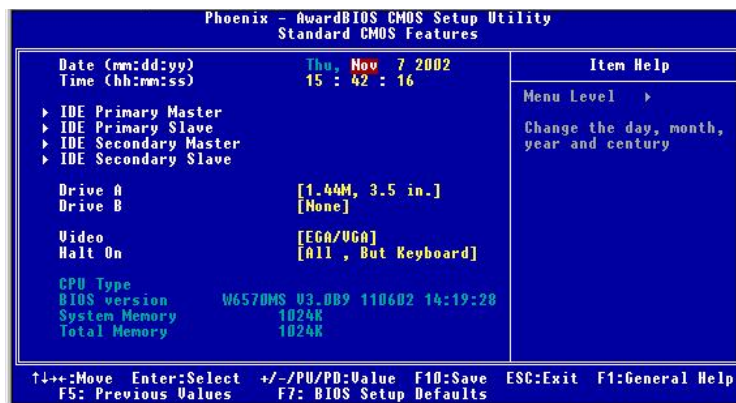 Phoenix - AwardBIOS CMOS Setup Utility
Standard CMOS Features
Date (mm:dd:yy) Thu, Nov 7 2002
Time (hh:mm:ss) 15 : 42 : 16
IDE Primary Master
IDE Primary Slave
IDE Secondary Master
IDE Secondary Slave
Drive A [1.44M, 3.5 in.]
Drive B [None]
Video [EGA/VGA]
Halt On [All , But Keyboard]
CPU Type
BIOS version W6570MS V3.0B9 110602 14:19:28
System Memory 1024K
Total Memory 1024K
Item Help
Menu Level
Change the day, month,
year and century
↑↓→←:Move Enter:Select +/-/PU/PD:Value F10:Save ESC:Exit F1:General Help
F5: Previous Values F7: BIOS Setup Defaults